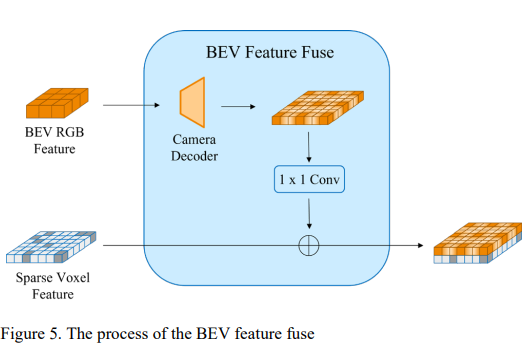 BEV Feature Fuse
BEV RGB
Feature
Camera
Decoder
1 x 1 Conv
Sparse Voxel
Feature
Figure 5. The process of the BEV feature fuse